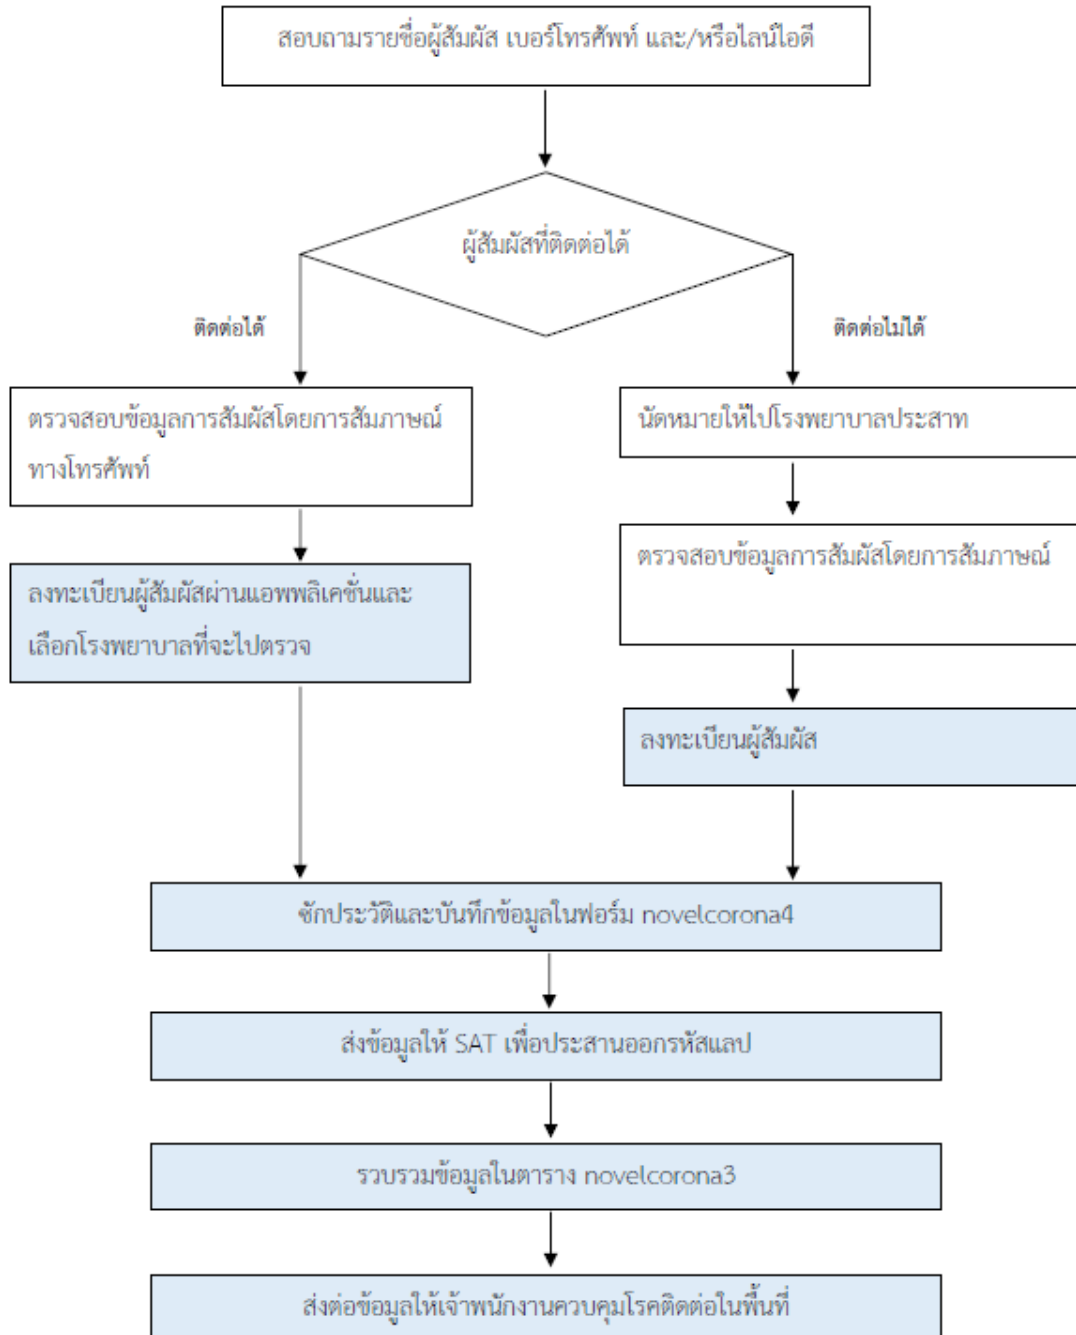 สอบถามรายชื่อผู้สัมผัส เบอร์โทรศัพท์ และ/หรือไลน์ไอดี
ผู้สัมผัสที่ติดต่อได้
ติดต่อได้
ติดต่อไม่ได้
ตรวจสอบข้อมูลการสัมผัสโดยการสัมภาษณ์
ทางโทรศัพท์
ลงทะเบียนผู้สัมผัสผ่านแอพพลิเคชั่นและ
เลือกโรงพยาบาลที่จะไปตรวจ
นัดหมายให้ไปโรงพยาบาลประสาท
ตรวจสอบข้อมูลการสัมผัสโดยการสัมภาษณ์
ลงทะเบียนผู้สัมผัส
ซักประวัติและบันทึกข้อมูลในฟอร์ม novelcorona4
ส่งข้อมูลให้ SAT เพื่อประสานออกรหัสแลป
รวบรวมข้อมูลในตาราง novelcorona3
ส่งต่อข้อมูลให้เจ้าพนักงานควบคุมโรคติดต่อในพื้นที่